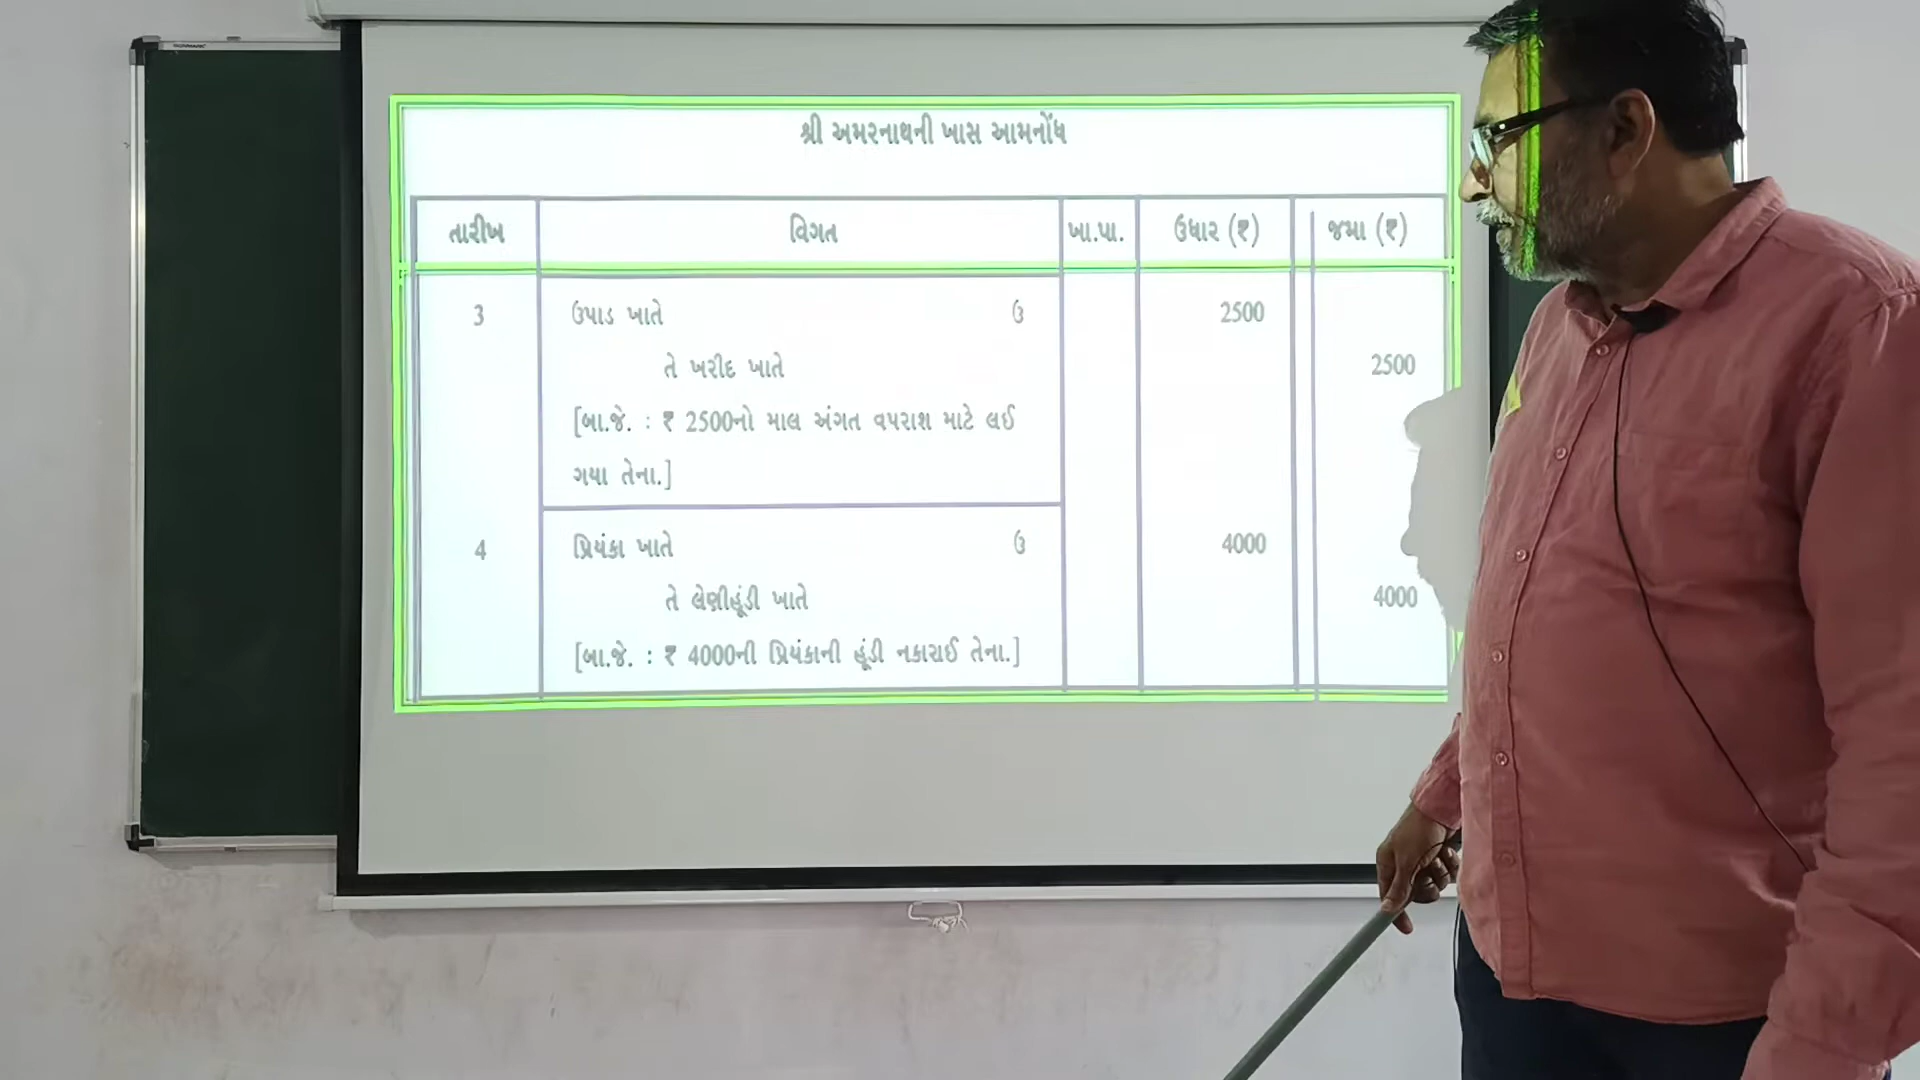 શ્રી અમરનાથની ખાસ આમનોંધ
તારીખ વિગત ખા.પા. ઉધાર (₹) જમા (₹)
3 ઉપાડ ખાતે ઉ 2500
તે ખરીદ ખાતે 2500
[બા.જે. : ₹ 2500નો માલ અંગત વપરાશ માટે લઈ
ગયા તેના.]
4 પ્રિયંકા ખાતે ઉ 4000
તે લેણીહૂંડી ખાતે 4000
[બા.જે. : ₹ 4000ની પ્રિયંકાની હૂંડી નકારાઈ તેના.]